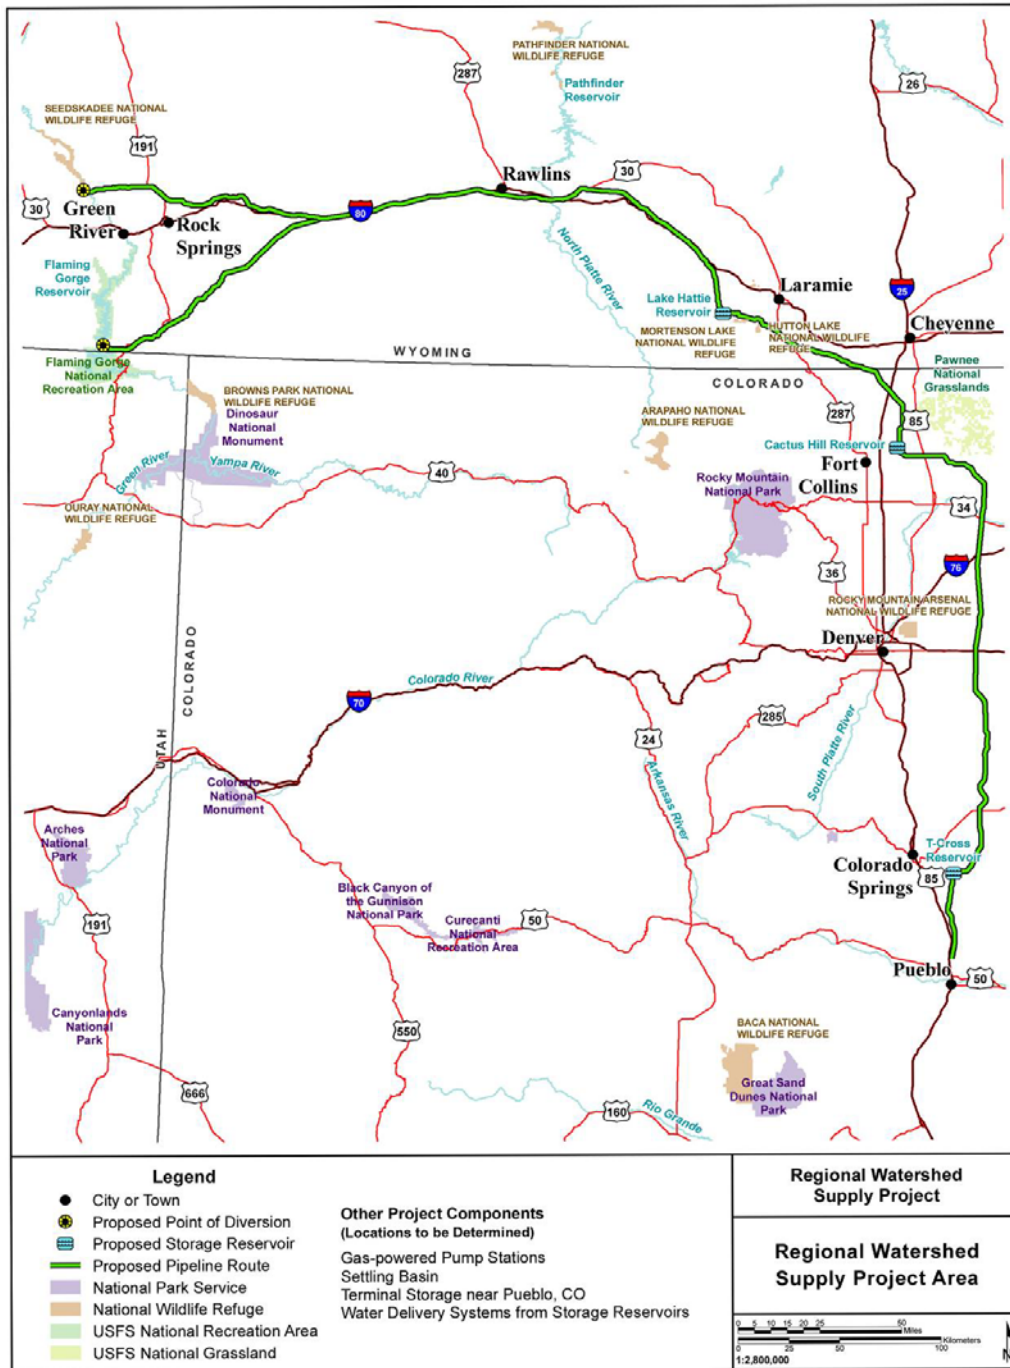 PATHFINDER NATIONAL
WILDLIFE REFUGE
287
Pathfinder
Reservoir
26
SEEDSKADEE NATIONAL
WILDLIFE REFUGE
191
Rawlins
30
30
Green
River
Rock
Springs
80
North Platte River
Flaming
Gorge
Reservoir
Lake Hattie
Reservoir
Laramie
25
MORTENSON LAKE
NATIONAL WILDLIFE
REFUGE
HUTTON LAKE
NATIONAL WILDLIFE
REFUGE
Cheyenne
WYOMING
COLORADO
Flaming Gorge
National
Recreation Area
Pawnee
National
Grasslands
BROWNS PARK NATIONAL
WILDLIFE REFUGE
Dinosaur
National
Monument
ARAPAHO NATIONAL
WILDLIFE REFUGE
287
85
Cactus Hill Reservoir
Green River
Yampa River
40
Fort
Collins
Rocky Mountain
National Park
34
OURAY NATIONAL
WILDLIFE REFUGE
36
76
ROCKY MOUNTAIN ARSENAL
NATIONAL WILDLIFE REFUGE
Denver
UTAH
COLORADO
Colorado River
70
285
24
South Platte River
Arkansas River
Colorado
National
Monument
Arches
National
Park
T-Cross
Reservoir
Colorado
Springs
85
Black Canyon of
the Gunnison
National Park
Curecanti
National
Recreation Area
50
191
Pueblo
50
Canyonlands
National
Park
550
BACA NATIONAL
WILDLIFE REFUGE
Great Sand
Dunes National
Park
666
160
Rio Grande
Legend
City or Town
Proposed Point of Diversion
Proposed Storage Reservoir
Proposed Pipeline Route
National Park Service
National Wildlife Refuge
USFS National Recreation Area
USFS National Grassland
Other Project Components
(Locations to be Determined)
Gas-powered Pump Stations
Settling Basin
Terminal Storage near Pueblo, CO
Water Delivery Systems from Storage Reservoirs
Regional Watershed
Supply Project
Regional Watershed
Supply Project Area
0 5 10 15 20 25 50
Miles
0 25 50 100
Kilometers
1:2,800,000
N